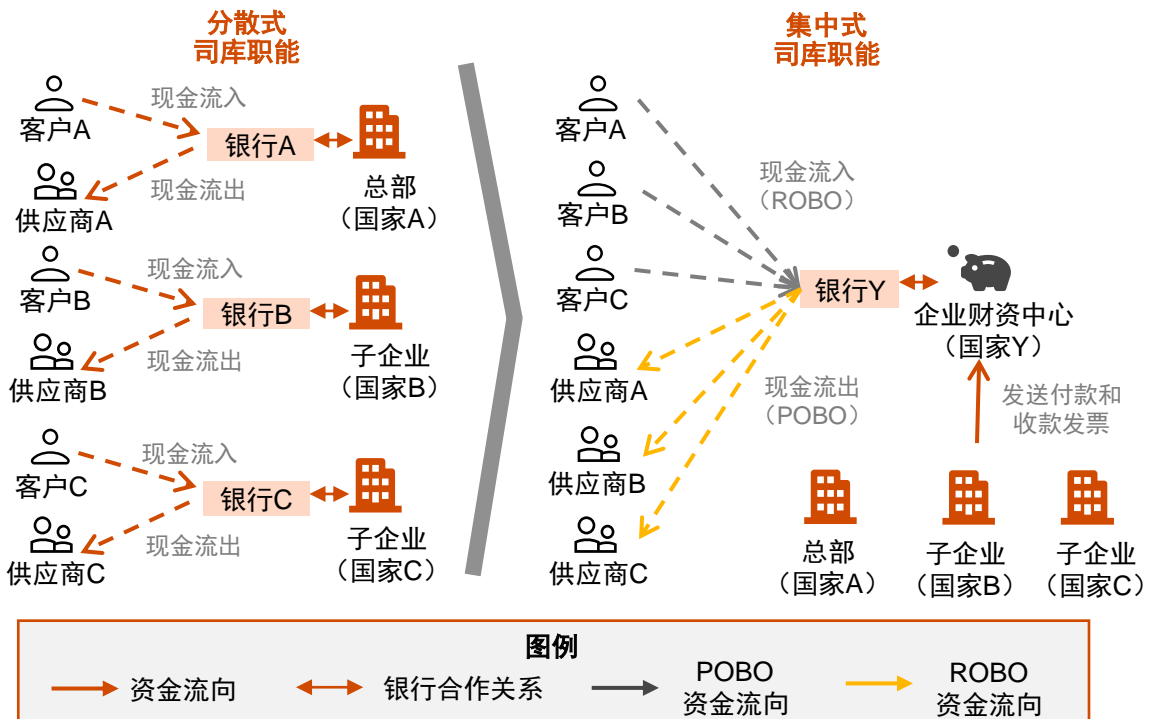 分散式
司库职能
客户A
现金流入
银行A
现金流出
供应商A
总部
（国家A）
客户B
现金流入
银行B
现金流出
供应商B
子企业
（国家B）
客户C
现金流入
银行C
现金流出
供应商C
子企业
（国家C）
集中式
司库职能
客户A
客户B
客户C
现金流入
（ROBO）
银行Y
企业财资中心
（国家Y）
供应商A
供应商B
供应商C
现金流出
（POBO）
发送付款和
收款发票
总部
（国家A）
子企业
（国家B）
子企业
（国家C）
图例
资金流向
银行合作关系
POBO
资金流向
ROBO
资金流向